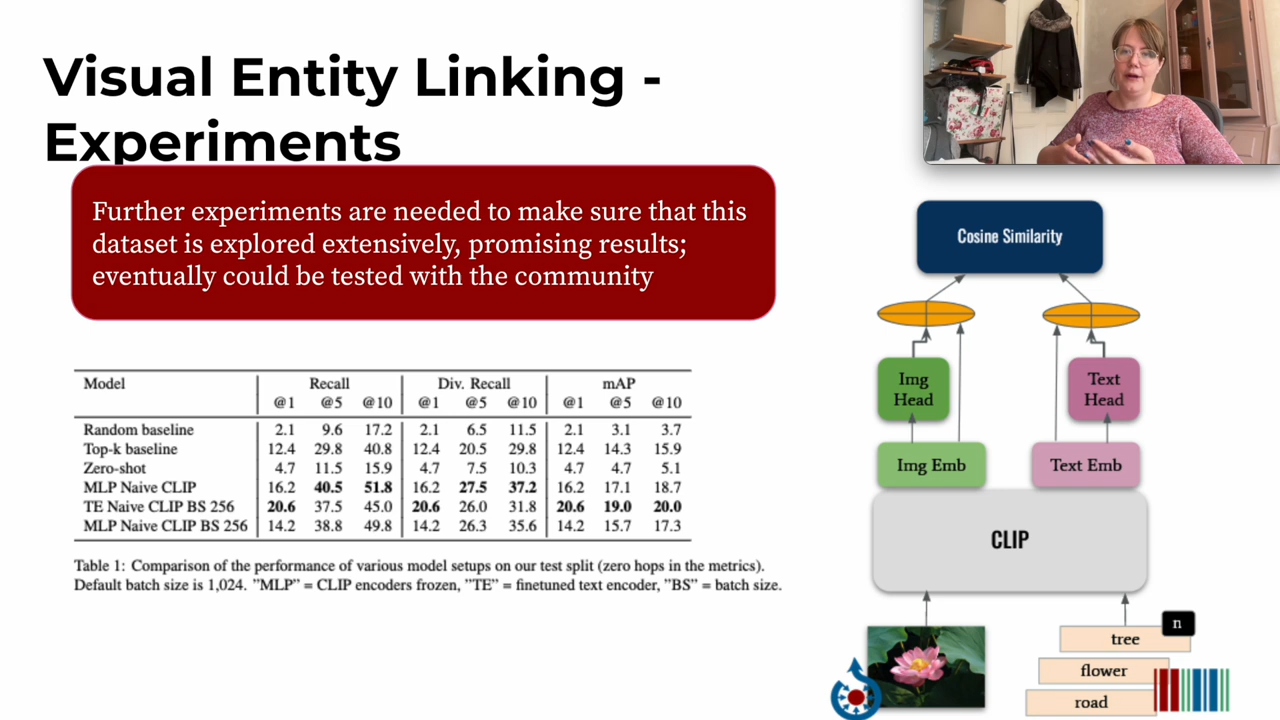 Visual Entity Linking -
Experiments
Further experiments are needed to make sure that this
dataset is explored extensively, promising results;
eventually could be tested with the community
Model Recall Div. Recall mAP
@1 @5 @10 @1 @5 @10 @1 @5 @10
Random baseline 2.1 9.6 17.2 2.1 6.5 11.5 2.1 3.1 3.7
Top-k baseline 12.4 29.8 40.8 12.4 20.5 29.8 12.4 14.3 15.9
Zero-shot 4.7 11.5 15.9 4.7 7.5 10.3 4.7 4.7 5.1
MLP Naive CLIP 16.2 40.5 51.8 16.2 27.5 37.2 16.2 17.1 18.7
TE Naive CLIP BS 256 20.6 37.5 45.0 20.6 26.0 31.8 20.6 19.0 20.0
MLP Naive CLIP BS 256 14.2 38.8 49.8 14.2 26.3 35.6 14.2 15.7 17.3
Table 1: Comparison of the performance of various model setups on our test split (zero hops in the metrics).
Default batch size is 1,024. "MLP" = CLIP encoders frozen, "TE" = finetuned text encoder, "BS" = batch size.
Cosine Similarity
Img
Head
Text
Head
Img Emb
Text Emb
CLIP
n
tree
flower
road